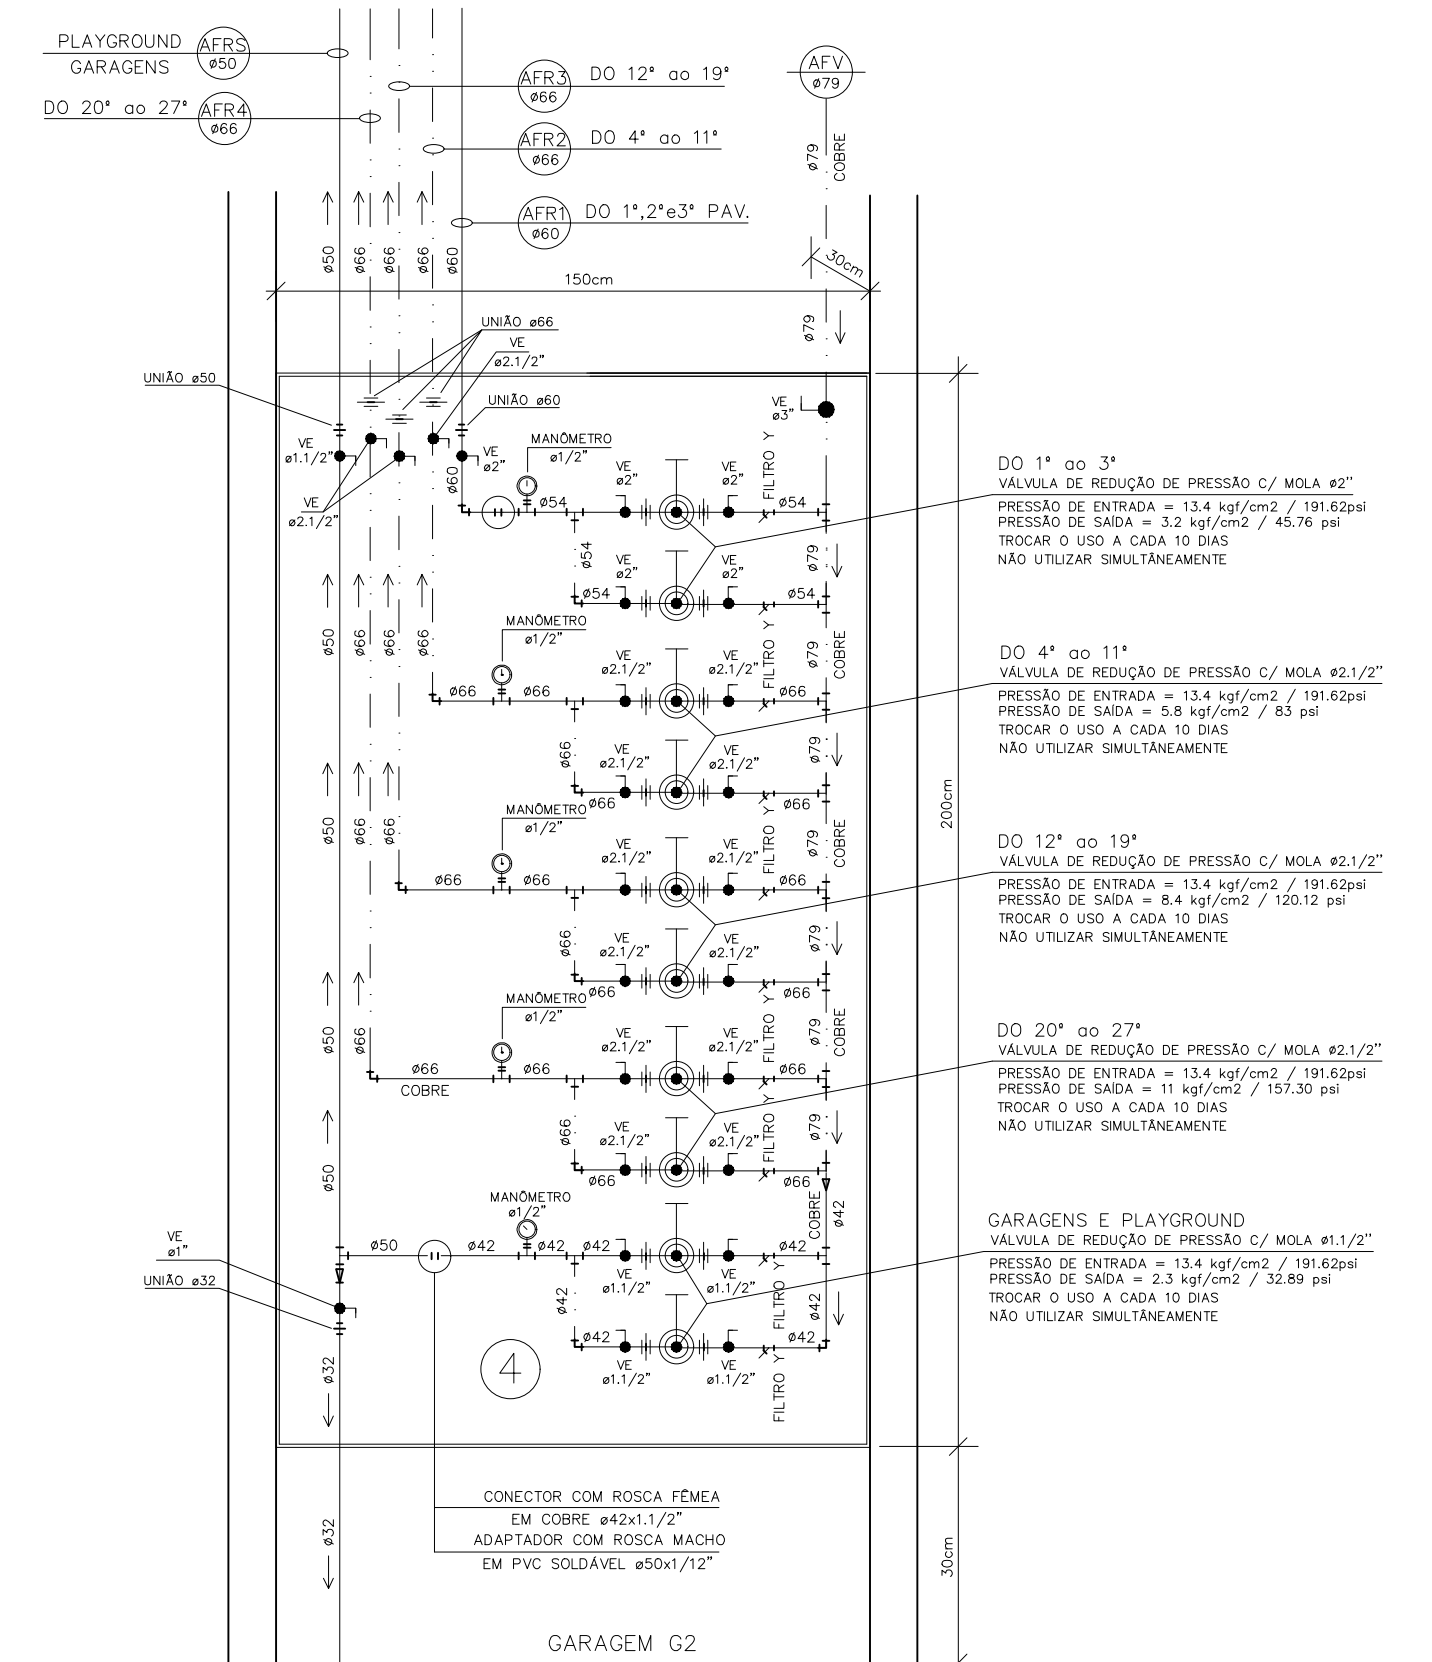 PLAYGROUND
GARAGENS
AFRS
ø50
DO 20º ao 27º
AFR4
ø66
AFR3
ø66
DO 12º ao 19º
AFR2
ø66
DO 4º ao 11º
AFR1
ø60
DO 1º,2ºe3º PAV.
AFV
ø79
ø79
COBRE
ø50
ø66
ø66
ø66
ø60
30cm
150cm
ø79
UNIÃO ø66
VE
ø2.1/2"
UNIÃO ø50
UNIÃO ø60
VE
ø3"
VE
ø1.1/2"
VE
ø2.1/2"
VE
ø2"
ø60
MANÔMETRO
ø1/2"
ø54
VE
ø2"
VE
ø2"
FILTRO Y
ø54
ø54
VE
ø2"
VE
ø2"
ø79
ø54
ø54
DO 1º ao 3º
VÁLVULA DE REDUÇÃO DE PRESSÃO C/ MOLA ø2"
PRESSÃO DE ENTRADA = 13.4 kgf/cm2 / 191.62psi
PRESSÃO DE SAÍDA = 3.2 kgf/cm2 / 45.76 psi
TROCAR O USO A CADA 10 DIAS
NÃO UTILIZAR SIMULTÂNEAMENTE
ø50
ø66
ø66
ø66
MANÔMETRO
ø1/2"
VE
ø2.1/2"
VE
ø2.1/2"
FILTRO Y
ø79
COBRE
ø66
ø66
ø66
ø66
VE
ø2.1/2"
VE
ø2.1/2"
ø79
ø66
ø66
DO 4º ao 11º
VÁLVULA DE REDUÇÃO DE PRESSÃO C/ MOLA ø2.1/2"
PRESSÃO DE ENTRADA = 13.4 kgf/cm2 / 191.62psi
PRESSÃO DE SAÍDA = 5.8 kgf/cm2 / 83 psi
TROCAR O USO A CADA 10 DIAS
NÃO UTILIZAR SIMULTÂNEAMENTE
200cm
ø50
ø66
ø66
MANÔMETRO
ø1/2"
VE
ø2.1/2"
VE
ø2.1/2"
FILTRO Y
ø79
COBRE
ø66
ø66
ø66
ø66
VE
ø2.1/2"
VE
ø2.1/2"
ø79
ø66
ø66
DO 12º ao 19º
VÁLVULA DE REDUÇÃO DE PRESSÃO C/ MOLA ø2.1/2"
PRESSÃO DE ENTRADA = 13.4 kgf/cm2 / 191.62psi
PRESSÃO DE SAÍDA = 8.4 kgf/cm2 / 120.12 psi
TROCAR O USO A CADA 10 DIAS
NÃO UTILIZAR SIMULTÂNEAMENTE
ø50
ø66
MANÔMETRO
ø1/2"
VE
ø2.1/2"
VE
ø2.1/2"
FILTRO Y
ø79
COBRE
ø66
COBRE
ø66
ø66
ø66
VE
ø2.1/2"
VE
ø2.1/2"
FILTRO Y
ø79
ø66
ø66
DO 20º ao 27º
VÁLVULA DE REDUÇÃO DE PRESSÃO C/ MOLA ø2.1/2"
PRESSÃO DE ENTRADA = 13.4 kgf/cm2 / 191.62psi
PRESSÃO DE SAÍDA = 11 kgf/cm2 / 157.30 psi
TROCAR O USO A CADA 10 DIAS
NÃO UTILIZAR SIMULTÂNEAMENTE
ø50
MANÔMETRO
ø1/2"
COBRE
ø42
VE
ø1"
UNIÃO ø32
ø50
ø42
ø42
ø42
ø42
VE
ø1.1/2"
VE
ø1.1/2"
FILTRO Y
ø42
ø42
ø42
ø42
VE
ø1.1/2"
VE
ø1.1/2"
FILTRO Y
GARAGENS E PLAYGROUND
VÁLVULA DE REDUÇÃO DE PRESSÃO C/ MOLA ø1.1/2"
PRESSÃO DE ENTRADA = 13.4 kgf/cm2 / 191.62psi
PRESSÃO DE SAÍDA = 2.3 kgf/cm2 / 32.89 psi
TROCAR O USO A CADA 10 DIAS
NÃO UTILIZAR SIMULTÂNEAMENTE
ø32
4
CONECTOR COM ROSCA FÊMEA
EM COBRE ø42x1.1/2"
ADAPTADOR COM ROSCA MACHO
EM PVC SOLDÁVEL ø50x1/12"
ø32
30cm
GARAGEM G2